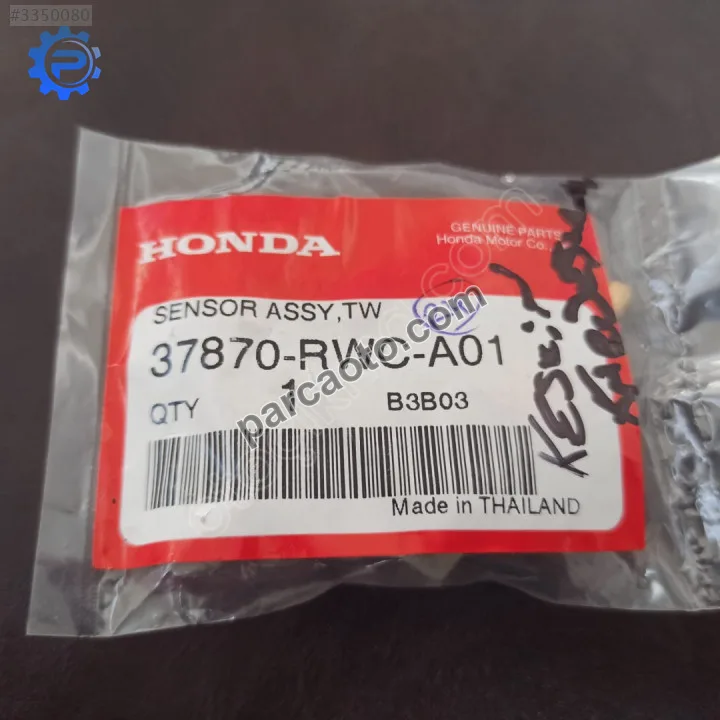 #3350080
P
GENUINE PARTS
HONDA
Honda Motor Co.,
SENSOR ASSY,TW
37870-RWC-A01
QTY
1
B3B03
parcaoto.com
Made in THAILAND